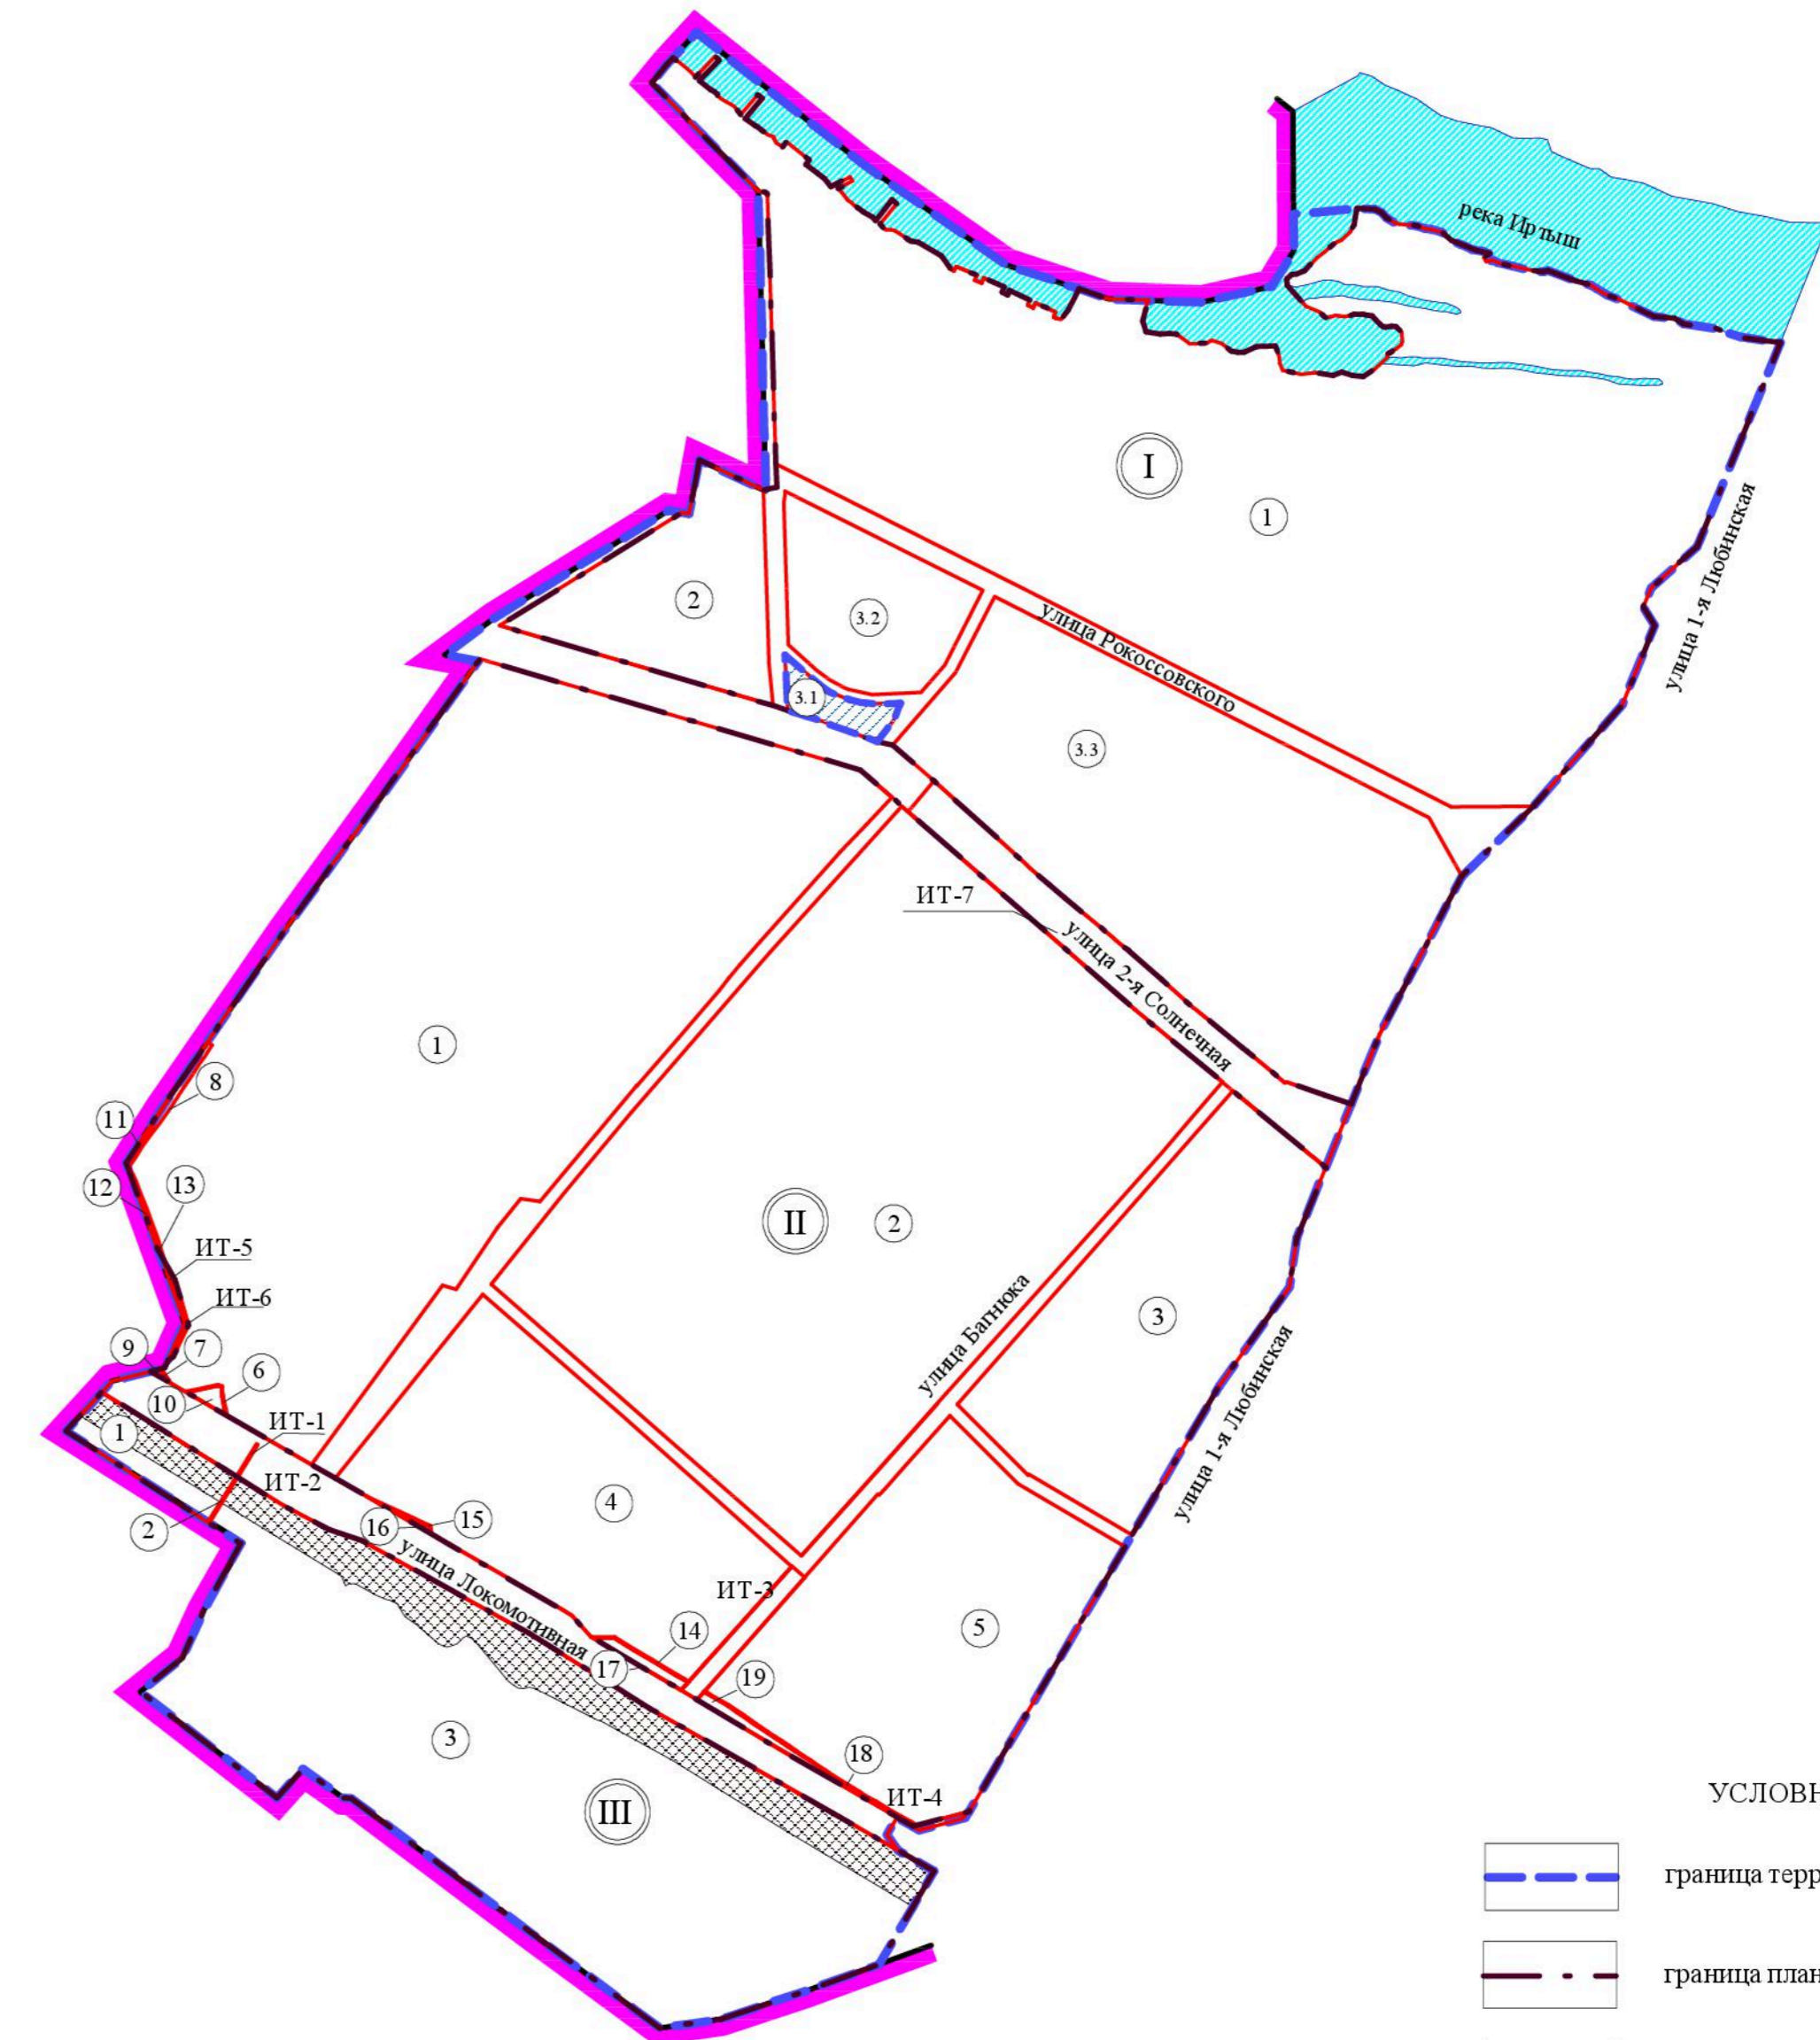 река Иртыш
I
1
улица 1-я Любинская
2
3.2
улица Рокоссовского
3.1
3.3
ИТ-7
улица 2-я Солнечная
1
8
11
12
13
II
2
ИТ-5
ИТ-6
улица Багнюка
3
улица 1-я Любинская
9
7
6
10
1
ИТ-1
ИТ-2
2
16
15
4
улица Локомотивная
ИТ-3
14
17
5
19
3
18
ИТ-4
III
УСЛОВН
граница терр
граница план